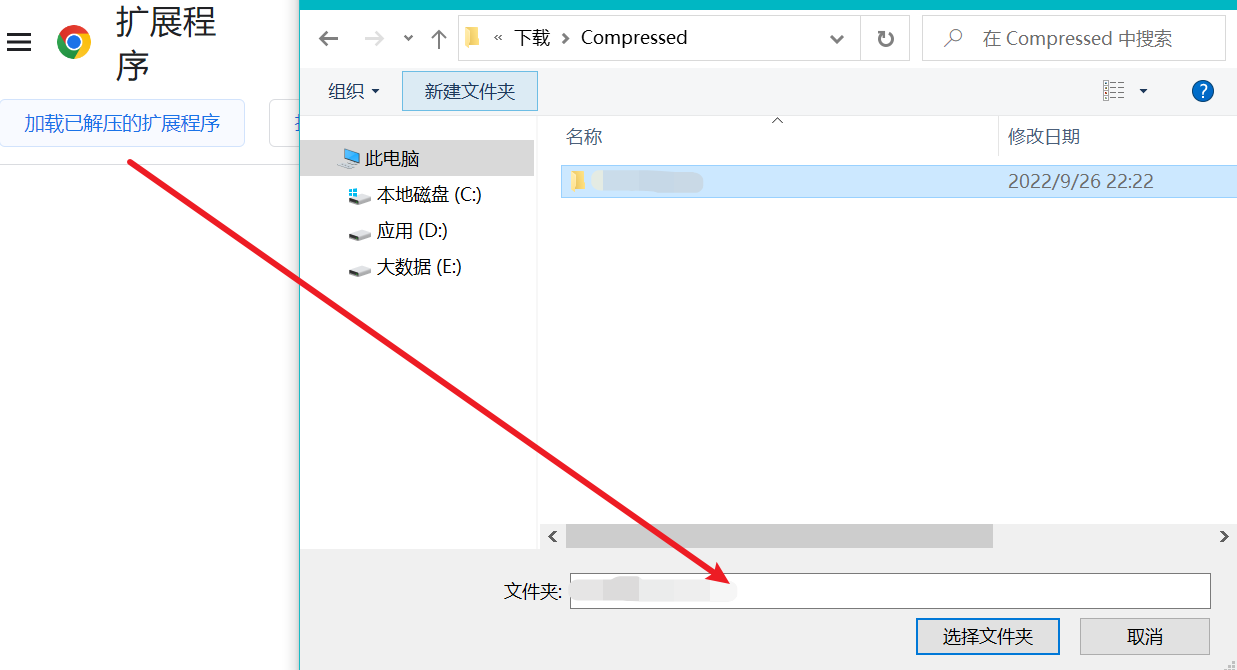 扩展程
序
加载已解压的扩展程序
« 下载 › Compressed
在 Compressed 中搜索
组织
新建文件夹
名称
修改日期
此电脑
2022/9/26 22:22
本地磁盘 (C:)
应用 (D:)
大数据 (E:)
文件夹:
选择文件夹
取消